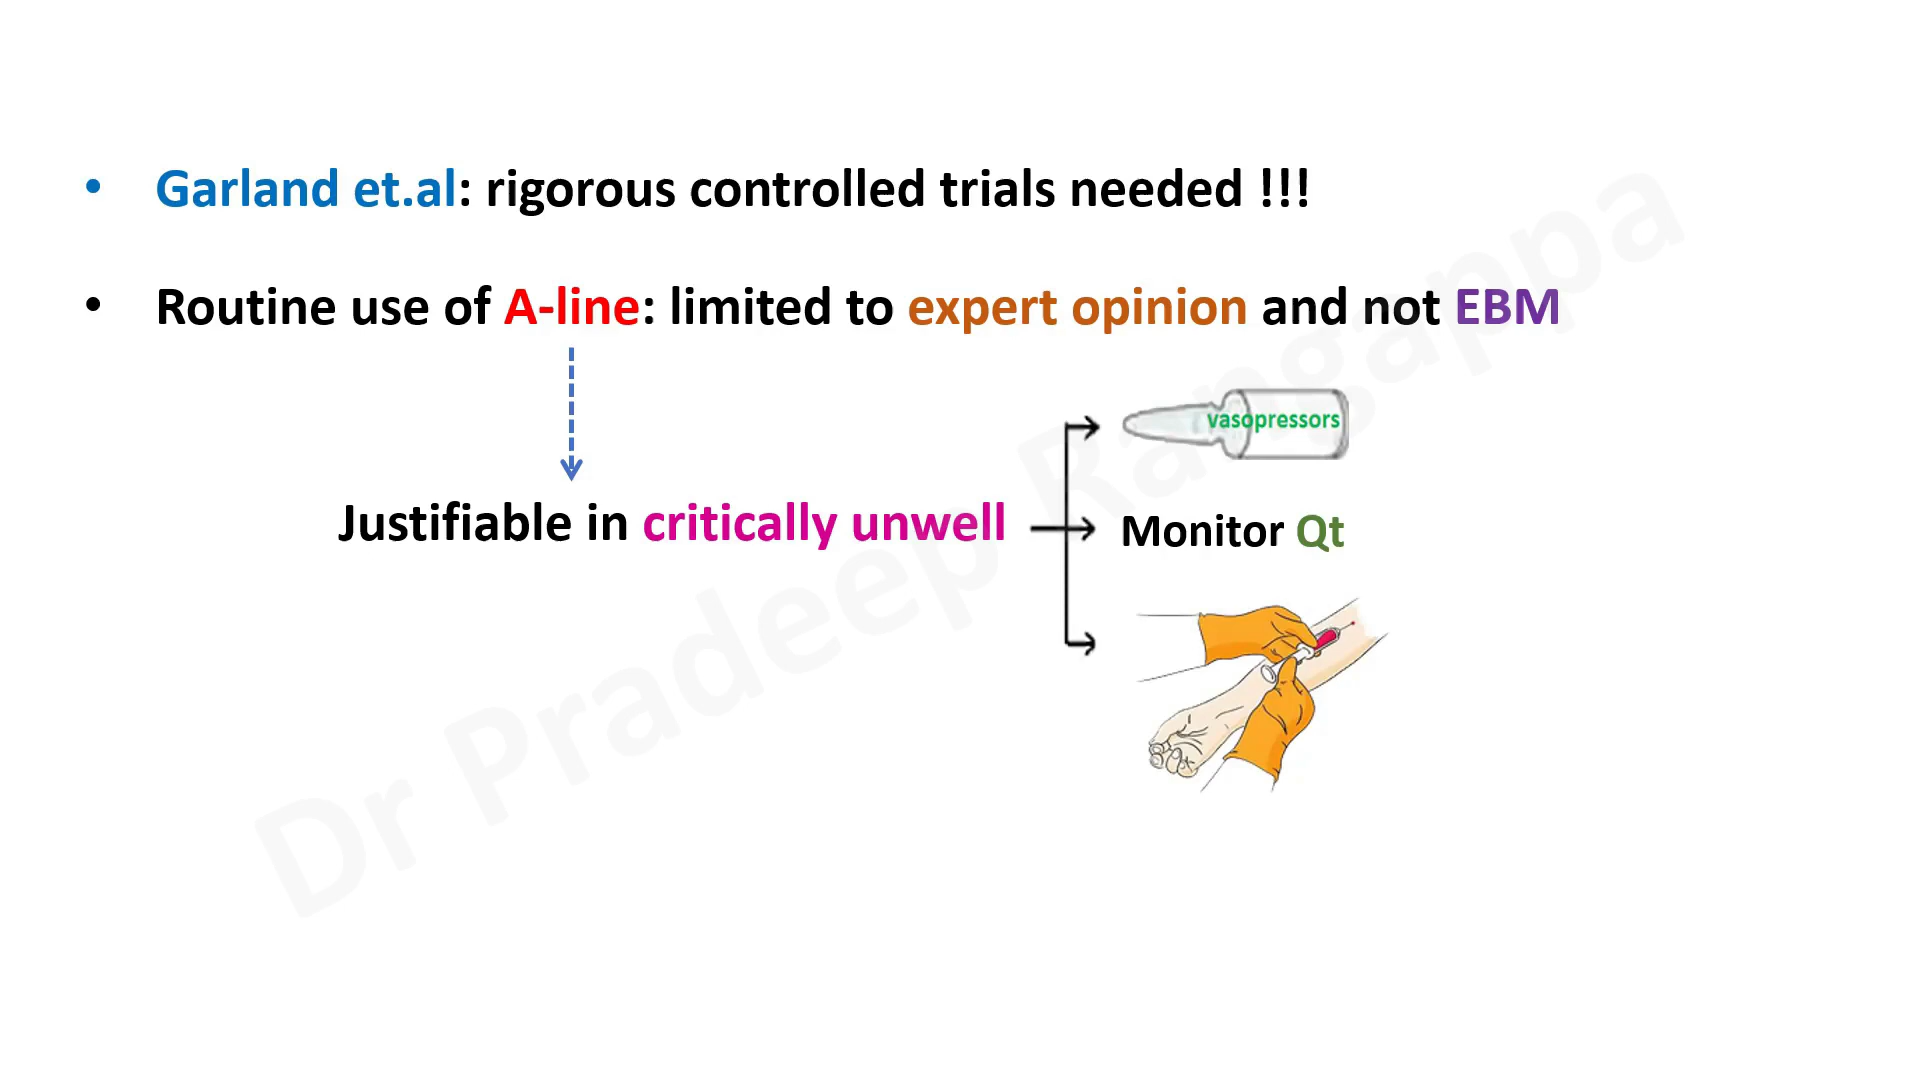 • Garland et.al: rigorous controlled trials needed !!!
• Routine use of A-line: limited to expert opinion and not EBM
vasopressors
Justifiable in critically unwell
Monitor Qt
Dr Pradeep Rangappa